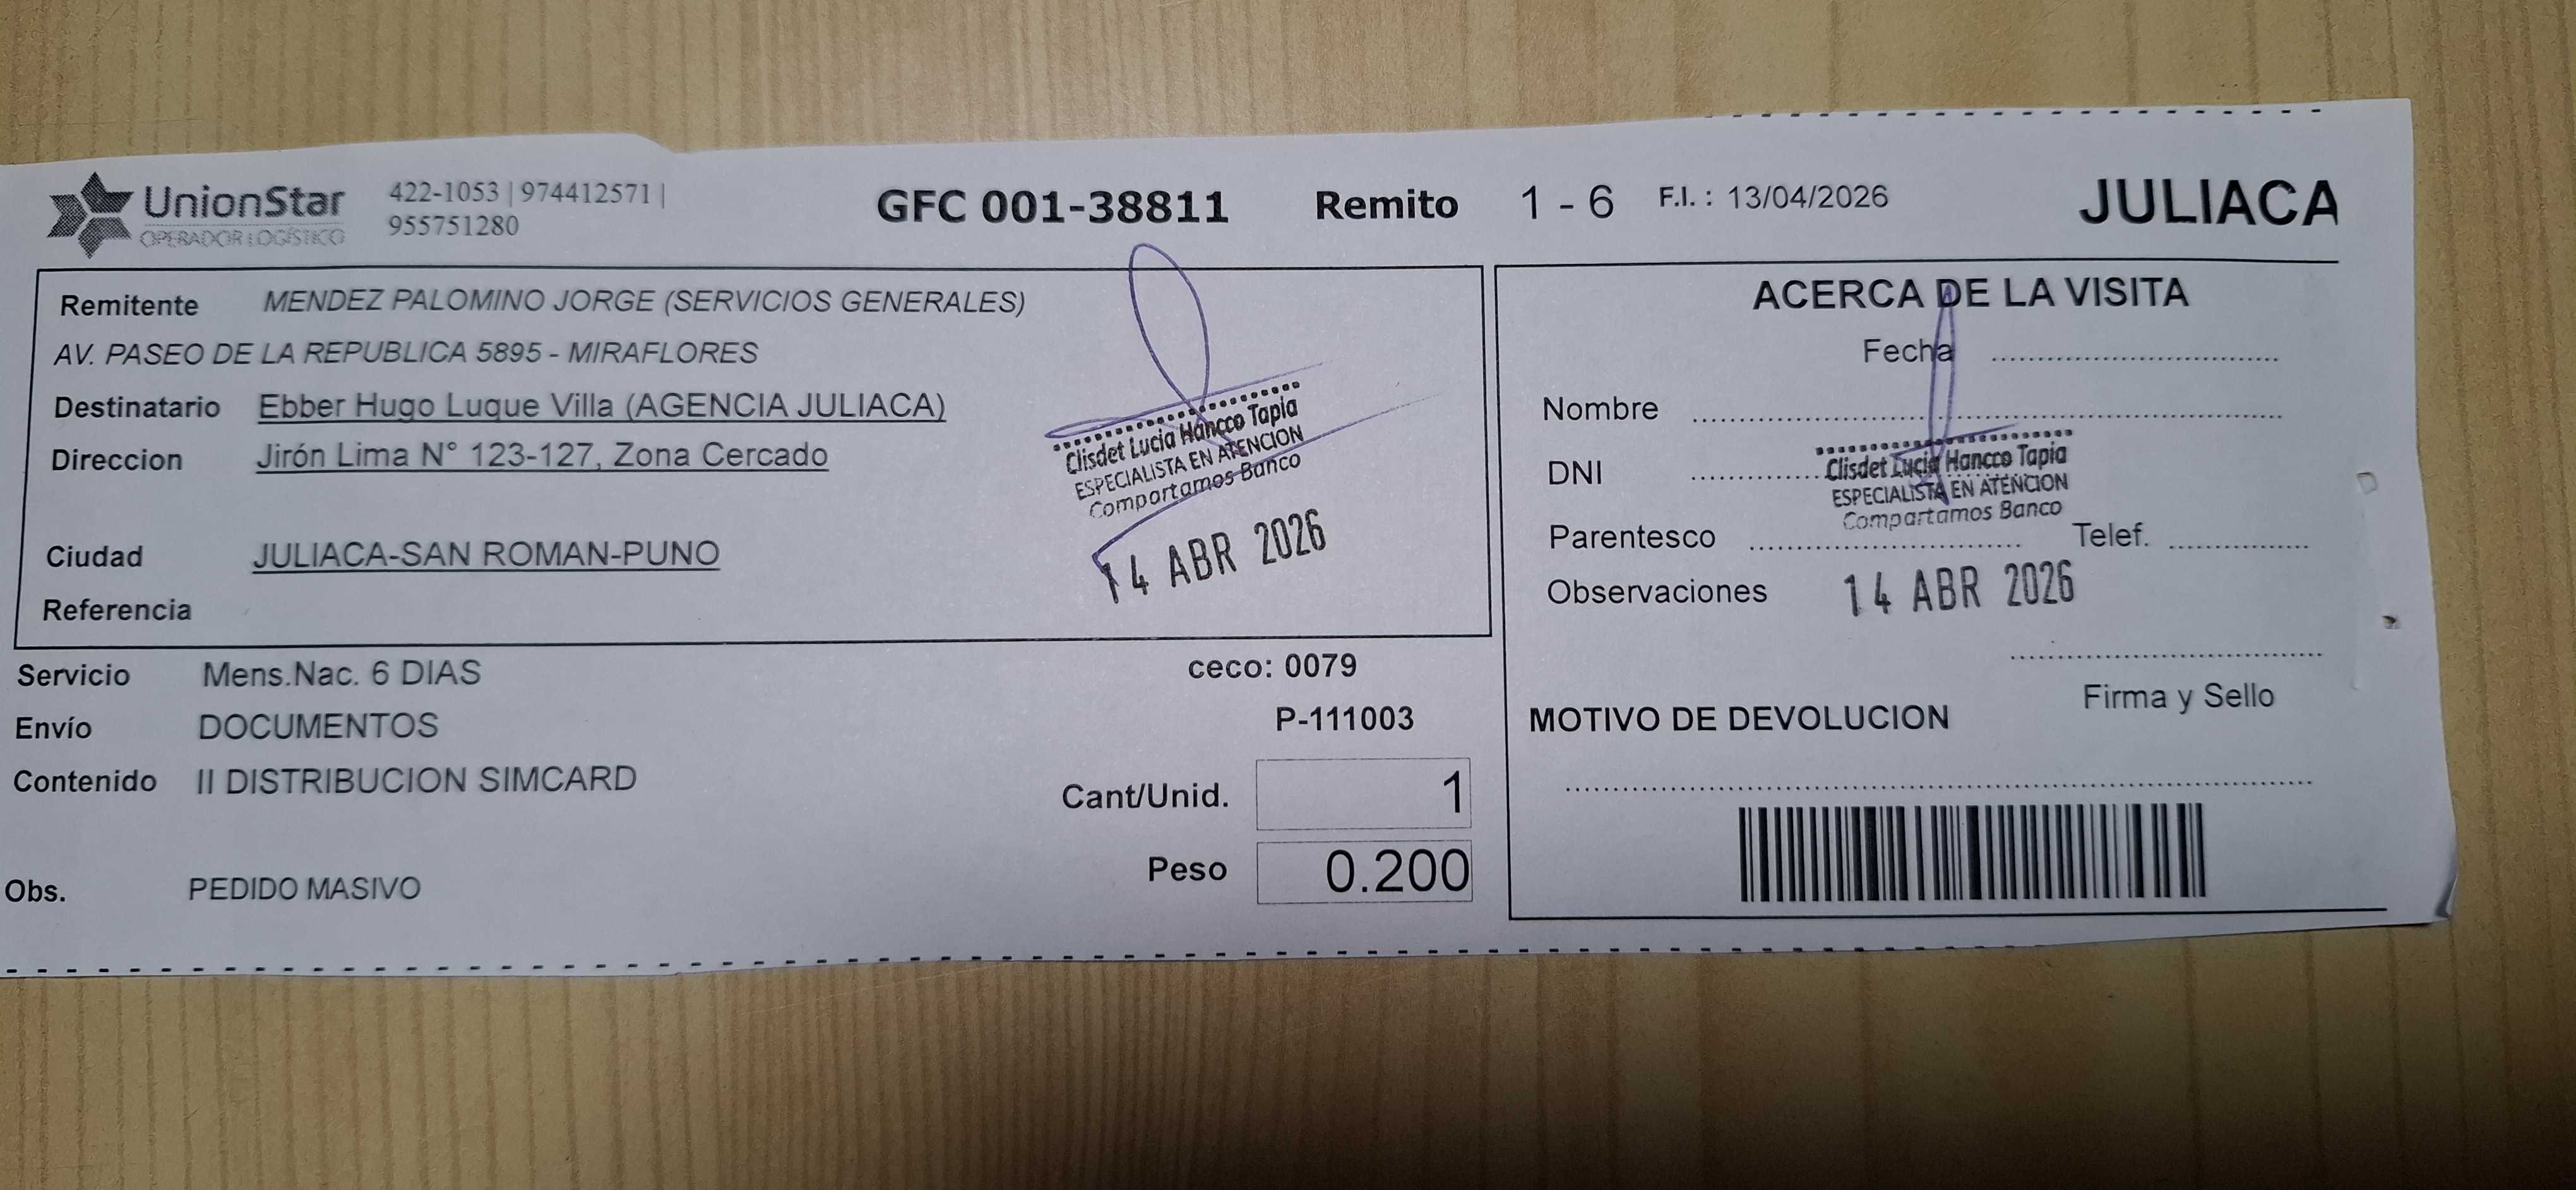 UnionStar
OPERADOR LOGÍSTICO
422-1053 | 974412571 |
955751280
GFC 001-38811 Remito 1 - 6 F.I. : 13/04/2026 JULIACA
Remitente MENDEZ PALOMINO JORGE (SERVICIOS GENERALES)
AV. PASEO DE LA REPUBLICA 5895 - MIRAFLORES
Destinatario Ebber Hugo Luque Villa (AGENCIA JULIACA)
Direccion Jirón Lima N° 123-127, Zona Cercado
Ciudad JULIACA-SAN ROMAN-PUNO
Referencia
Clisdet Lucia Hancco Tapia
ESPECIALISTA EN ATENCION
Compartamos Banco
14 ABR 2026
Servicio Mens.Nac. 6 DIAS
Envío DOCUMENTOS
Contenido II DISTRIBUCION SIMCARD
Obs. PEDIDO MASIVO
ceco: 0079
P-111003
Cant/Unid. 1
Peso 0.200
ACERCA DE LA VISITA
Fecha
Nombre
DNI
Clisdet Lucia Hancco Tapia
ESPECIALISTA EN ATENCION
Compartamos Banco
Parentesco Telef.
Observaciones 14 ABR 2026
Firma y Sello
MOTIVO DE DEVOLUCION